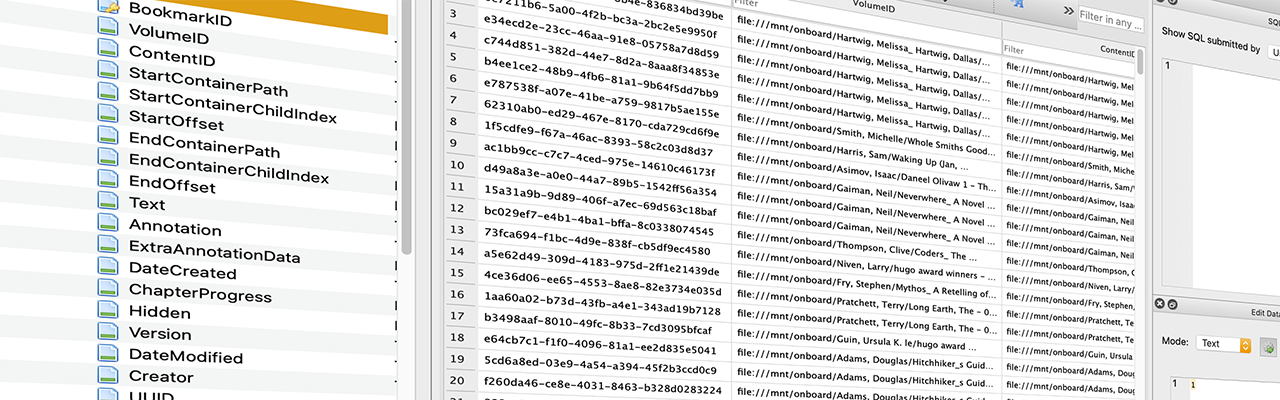 BookmarkID
VolumeID
ContentID
StartContainerPath
StartContainerChildIndex
StartOffset
EndContainerPath
EndContainerChildIndex
EndOffset
Text
Annotation
ExtraAnnotationData
DateCreated
ChapterProgress
Hidden
Version
DateModified
Creator
UUID
VolumeID
Filter
3
4
5
6
7
8
9
10
11
12
13
14
15
16
17
18
19
20
e34ecd2e-23cc-46aa-91e8-05758a7d8d59
c744d851-382d-44e7-8d2a-8aaa8f34853e
b4ee1ce2-48b9-4fb6-81a1-9b64f5dd7bb9
e787538f-a07e-41be-a759-9817b5ae155e
62310ab0-ed29-467e-8170-cda729cd6f9e
1f5cdfe9-f67a-46ac-8393-58c2c03d8d37
ac1bb9cc-c7c7-4ced-975e-14610c46173f
d49a8a3e-a0e0-44a7-89b5-1542ff56a354
15a31a9b-9d89-406f-a7ec-69d563c18baf
bc029ef7-e4b1-4ba1-bffa-8c0338074545
73fca694-f1bc-4d9e-838f-cb5df9ec4580
a5e62d49-309d-4183-975d-2ff1e21439de
4ce36d06-ee65-4553-8ae8-82e3734e035d
1aa60a02-b73d-43fb-a4e1-343ad19b7128
b3498aaf-8010-49fc-8b33-7cd3095bfcaf
e64cb7c1-f1f0-4096-81a1-ee2d835e5041
5cd6a8ed-03e9-4a54-a394-45f2b3ccd0c9
f260da46-ce8e-4031-8463-b328d0283224
file:///mnt/onboard/Hartwig, Melissa_ Hartwig, Dallas/...
file:///mnt/onboard/Hartwig, Melissa_ Hartwig, Dallas/...
file:///mnt/onboard/Hartwig, Melissa_ Hartwig, Dallas/...
file:///mnt/onboard/Hartwig, Melissa_ Hartwig, Dallas/...
file:///mnt/onboard/Hartwig, Melissa_ Hartwig, Dallas/...
file:///mnt/onboard/Smith, Michelle/Whole Smiths Good...
file:///mnt/onboard/Harris, Sam/Waking Up (Jan, ...
file:///mnt/onboard/Asimov, Isaac/Daneel Olivaw 1 - Th...
file:///mnt/onboard/Gaiman, Neil/Neverwhere_ A Novel ...
file:///mnt/onboard/Gaiman, Neil/Neverwhere_ A Novel ...
file:///mnt/onboard/Gaiman, Neil/Neverwhere_ A Novel ...
file:///mnt/onboard/Thompson, Clive/Coders_ The ...
file:///mnt/onboard/Niven, Larry/hugo award winners - ...
file:///mnt/onboard/Fry, Stephen/Mythos_ A Retelling of...
file:///mnt/onboard/Pratchett, Terry/Long Earth, The - 0...
file:///mnt/onboard/Pratchett, Terry/Long Earth, The - 0...
file:///mnt/onboard/Guin, Ursula K. le/hugo award ...
file:///mnt/onboard/Adams, Douglas/Hitchhiker_s Guid...
file:///mnt/onboard/Adams, Douglas/Hitchhiker_s Guid...
Filter in any ...
ContentID
Filter
file:///mnt/onboard/Hartwig, Mel
file:///mnt/onboard/Hartwig, Mel
file:///mnt/onboard/Hartwig, Mel
file:///mnt/onboard/Hartwig, Mel
file:///mnt/onboard/Smith, Miche
file:///mnt/onboard/Harris, Sam/
file:///mnt/onboard/Asimov, Isaa
file:///mnt/onboard/Gaiman, Neil
file:///mnt/onboard/Gaiman, Neil
file:///mnt/onboard/Gaiman, Neil
file:///mnt/onboard/Thompson, C
file:///mnt/onboard/Niven, Larry/
file:///mnt/onboard/Fry, Stephen,
file:///mnt/onboard/Pratchett, Te
file:///mnt/onboard/Pratchett, Te
file:///mnt/onboard/Guin, Ursula
file:///mnt/onboard/Adams, Doug
file:///mnt/onboard/Adams, Doug
Show SQL submitted by
1
Edit Data
Mode: Text
1 1